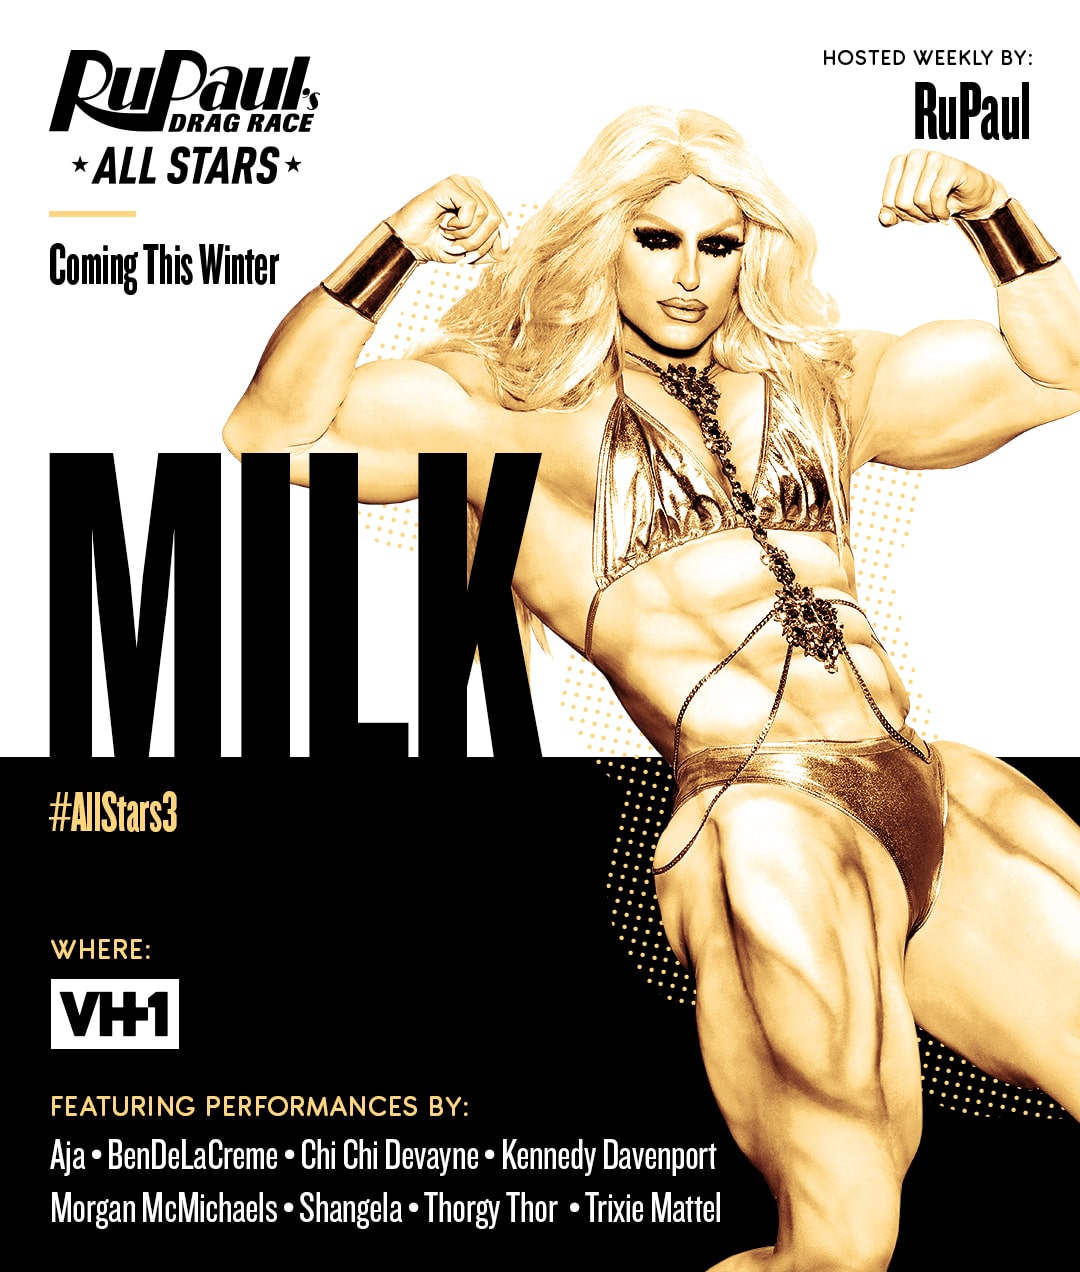 RuPaul's
DRAG RACE
★ ALL STARS ★
Coming This Winter
HOSTED WEEKLY BY:
RuPaul
MILK
#AllStars3
WHERE:
VH1
FEATURING PERFORMANCES BY:
Aja • BenDeLaCreme • Chi Chi Devayne • Kennedy Davenport
Morgan McMichaels • Shangela • Thorgy Thor • Trixie Mattel